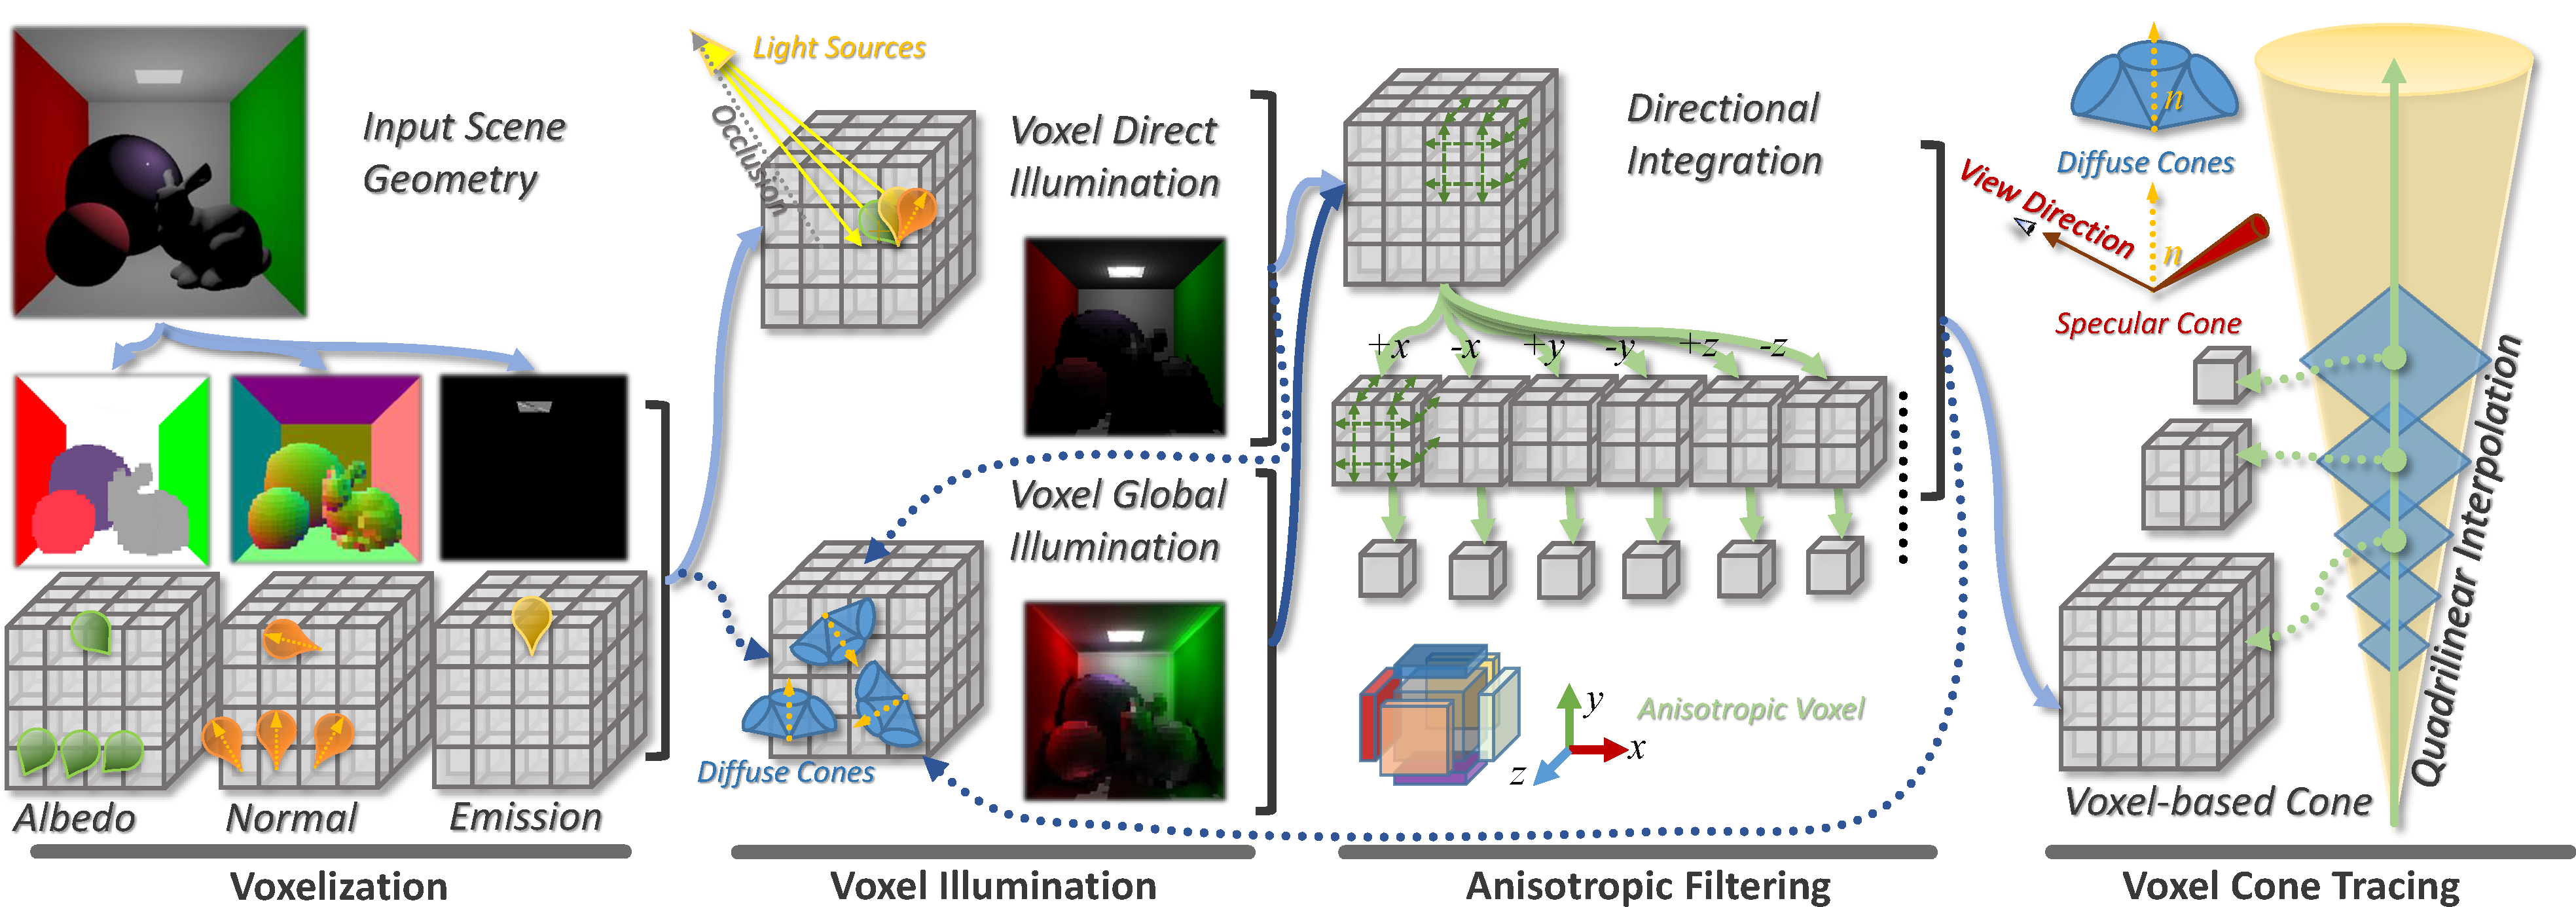 Input Scene
Geometry
Albedo
Normal
Emission
Voxelization
Light Sources
Occlusion
Voxel Direct
Illumination
Voxel Global
Illumination
Diffuse Cones
Voxel Illumination
Directional
Integration
+x
-x
+y
-y
+z
-z
y
x
z
Anisotropic Voxel
Anisotropic Filtering
n
Diffuse Cones
View Direction
n
Specular Cone
Quadrilinear Interpolation
Voxel-based Cone
Voxel Cone Tracing